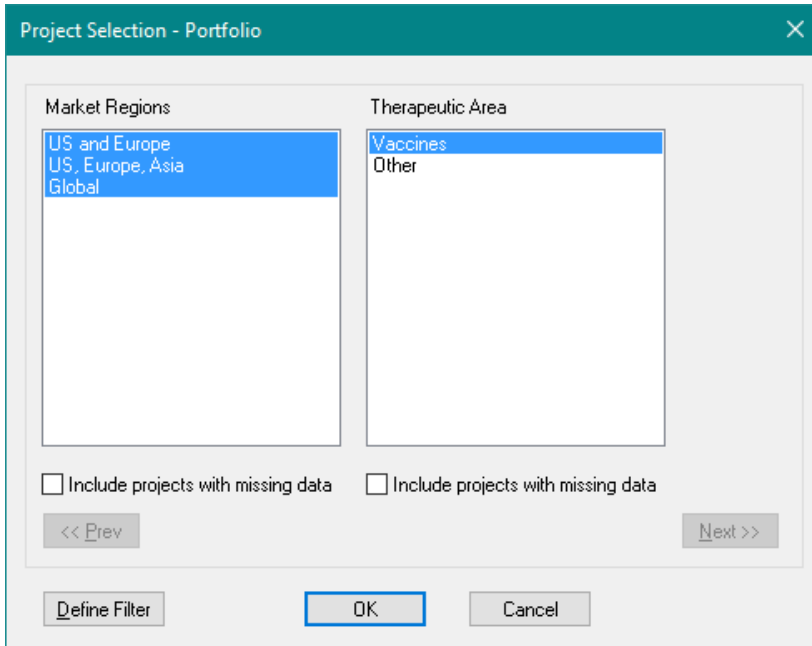 Project Selection - Portfolio
Market Regions
Therapeutic Area
US and Europe
US, Europe, Asia
Global
Vaccines
Other
Include projects with missing data
Include projects with missing data
<< Prev
Next >>
Define Filter
OK
Cancel